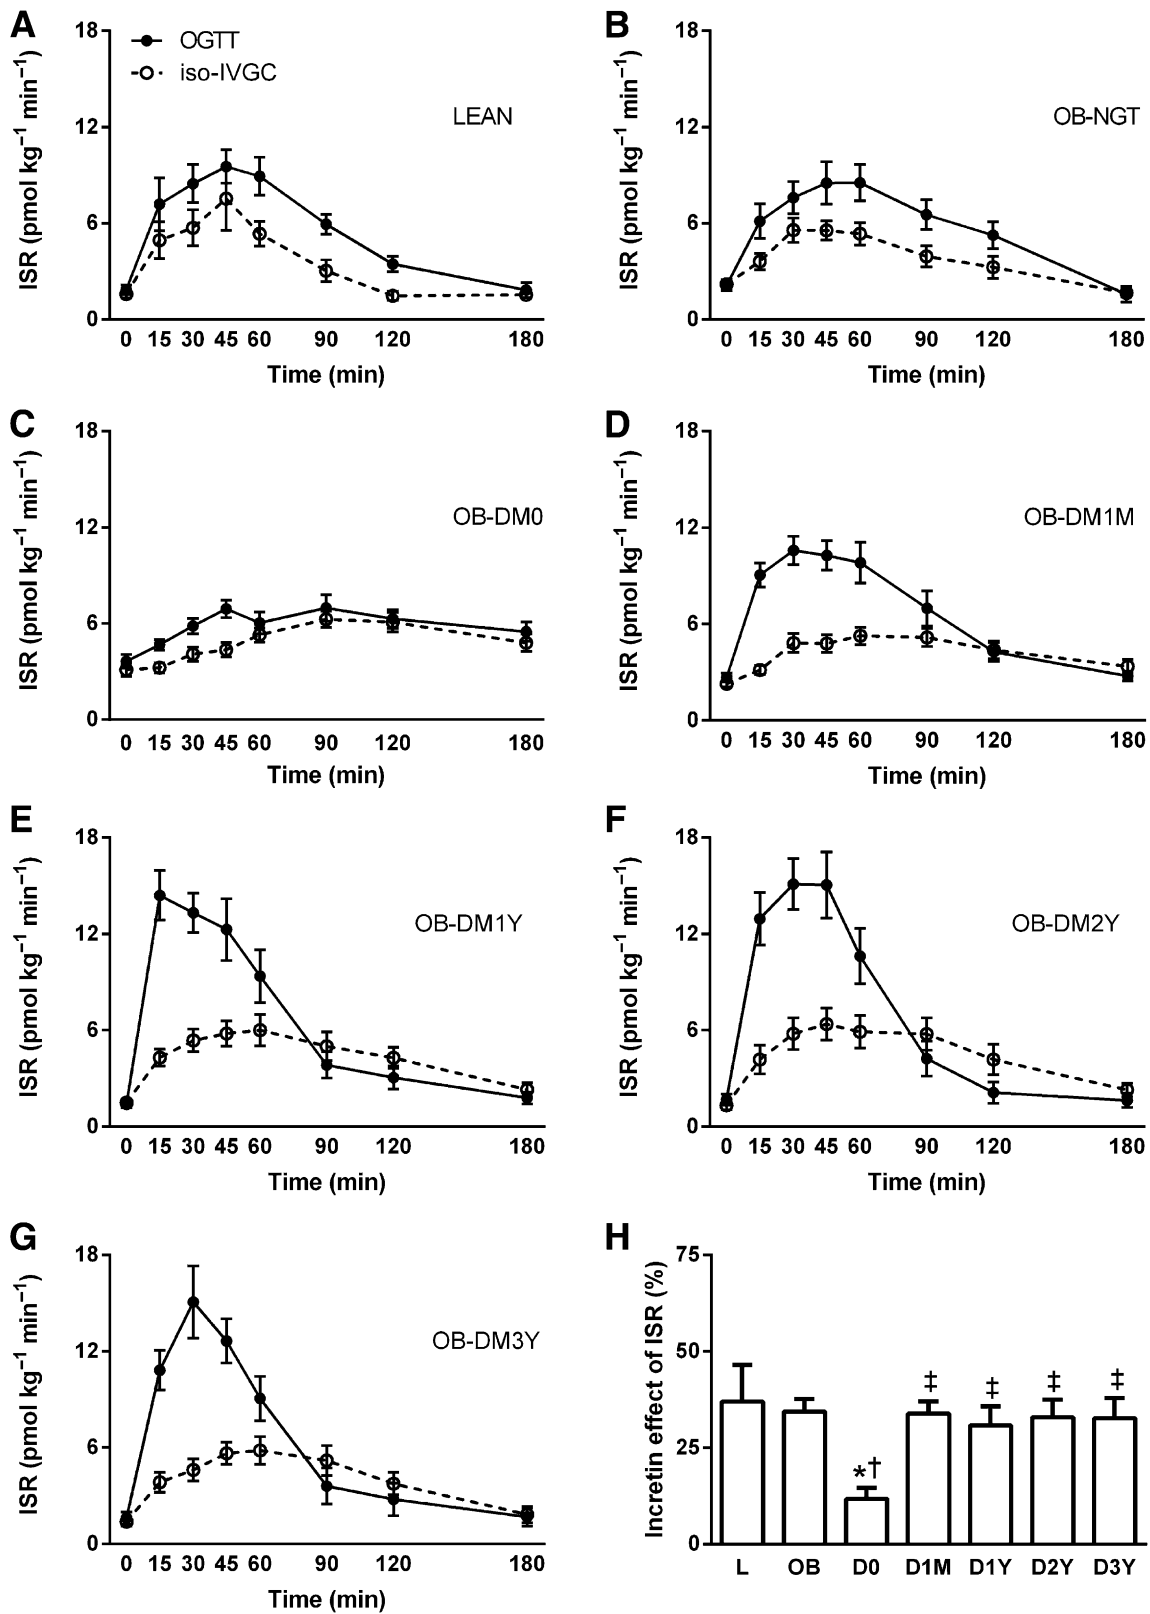 A
18
12
6
0
ISR (pmol kg⁻¹ min⁻¹)
OGTT
iso-IVGC
LEAN
0 15 30 45 60 90 120 180
Time (min)
B
18
12
6
0
ISR (pmol kg⁻¹ min⁻¹)
OB-NGT
0 15 30 45 60 90 120 180
Time (min)
C
18
12
6
0
ISR (pmol kg⁻¹ min⁻¹)
OB-DM0
0 15 30 45 60 90 120 180
Time (min)
D
18
12
6
0
ISR (pmol kg⁻¹ min⁻¹)
OB-DM1M
0 15 30 45 60 90 120 180
Time (min)
E
18
12
6
0
ISR (pmol kg⁻¹ min⁻¹)
OB-DM1Y
0 15 30 45 60 90 120 180
Time (min)
F
18
12
6
0
ISR (pmol kg⁻¹ min⁻¹)
OB-DM2Y
0 15 30 45 60 90 120 180
Time (min)
G
18
12
6
0
ISR (pmol kg⁻¹ min⁻¹)
OB-DM3Y
0 15 30 45 60 90 120 180
Time (min)
H
75
50
25
0
Incretin effect of ISR (%)
*† ‡ ‡ ‡ ‡
L OB D0 D1M D1Y D2Y D3Y